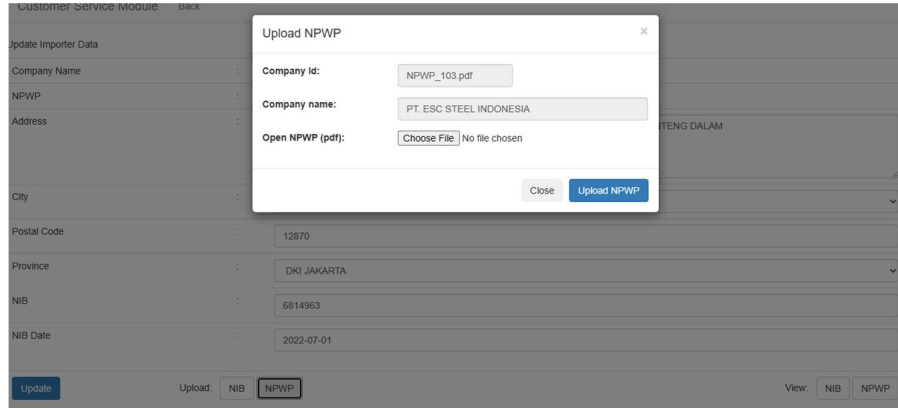 Customer Service Module Back
Update Importer Data
Company Name :
NPWP :
Address :
NTENG DALAM
City :
Postal Code : 12870
Province : DKI JAKARTA
NIB : 6814963
NIB Date : 2022-07-01
Update Upload: NIB NPWP View: NIB NPWP
Upload NPWP ×
Company Id: NPWP_103.pdf
Company name: PT. ESC STEEL INDONESIA
Open NPWP (pdf): Choose File No file chosen
Close Upload NPWP